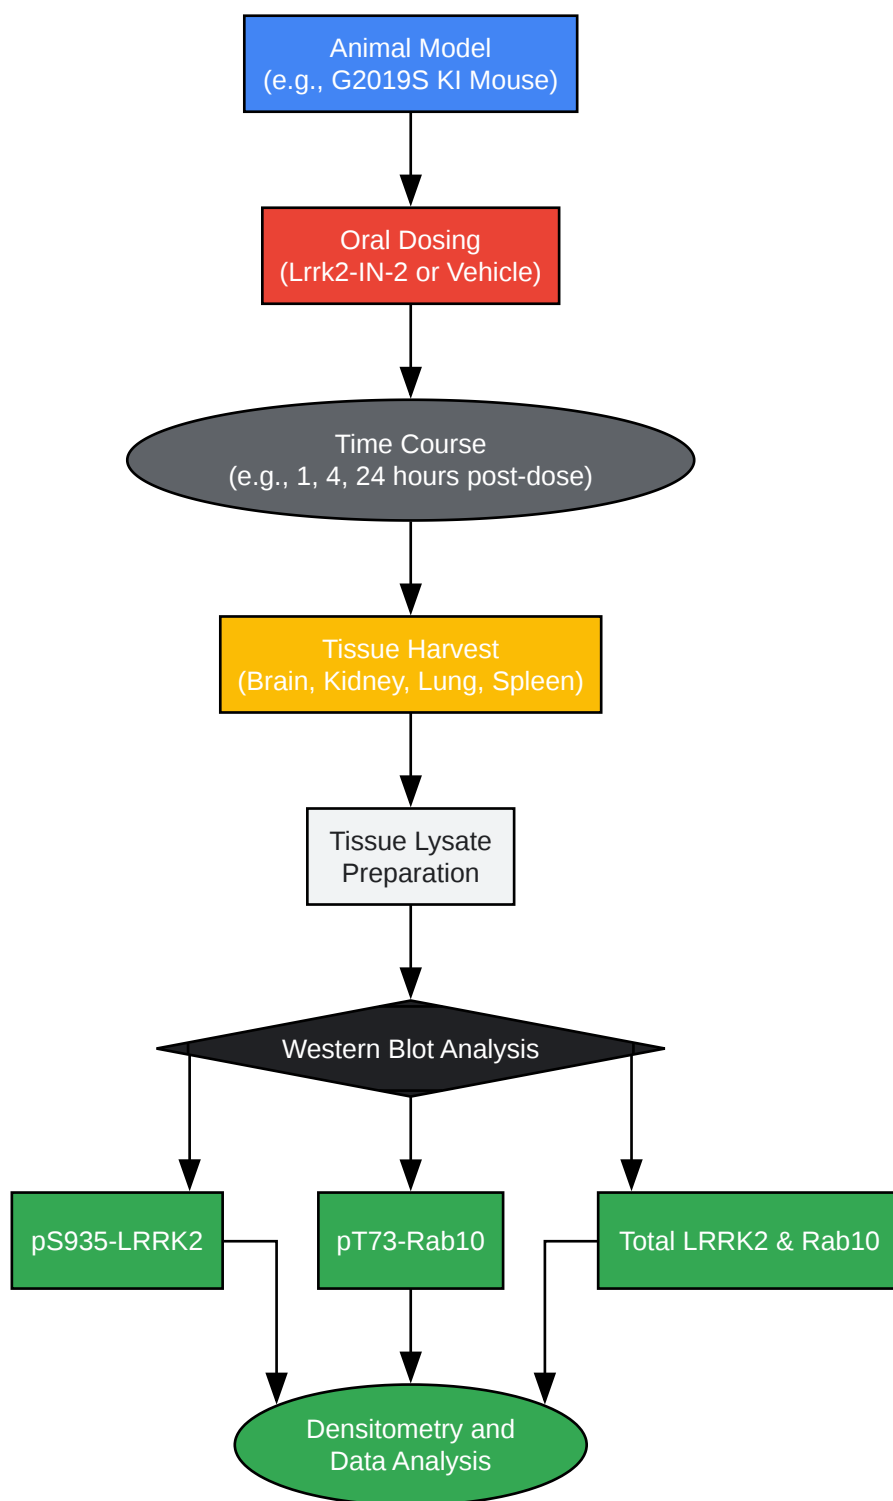 Animal Model
(e.g., G2019S KI Mouse)
Oral Dosing
(Lrrk2-IN-2 or Vehicle)
Time Course
(e.g., 1, 4, 24 hours post-dose)
Tissue Harvest
(Brain, Kidney, Lung, Spleen)
Tissue Lysate
Preparation
Western Blot Analysis
pS935-LRRK2
pT73-Rab10
Total LRRK2 & Rab10
Densitometry and
Data Analysis